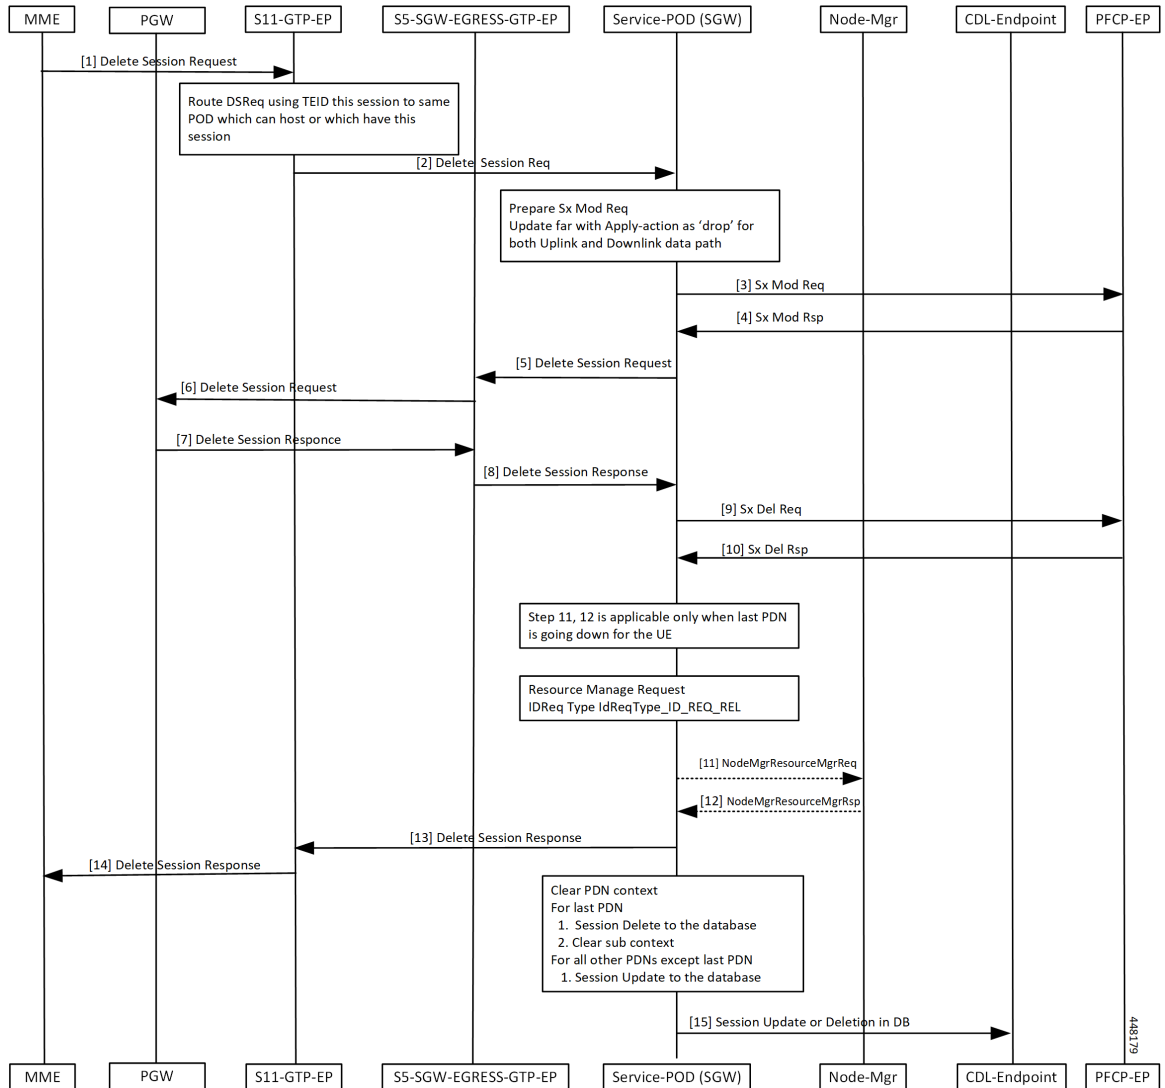 MME
PGW
S11-GTP-EP
S5-SGW-EGRESS-GTP-EP
Service-POD (SGW)
Node-Mgr
CDL-Endpoint
PFCP-EP
[1] Delete Session Request
Route DSReq using TEID this session to same
POD which can host or which have this
session
[2] Delete Session Req
Prepare Sx Mod Req
Update far with Apply-action as ‘drop’ for
both Uplink and Downlink data path
[3] Sx Mod Req
[4] Sx Mod Rsp
[5] Delete Session Request
[6] Delete Session Request
[7] Delete Session Responce
[8] Delete Session Response
[9] Sx Del Req
[10] Sx Del Rsp
Step 11, 12 is applicable only when last PDN
is going down for the UE
Resource Manage Request
IDReq Type IdReqType_ID_REQ_REL
[11] NodeMgrResourceMgrReq
[12] NodeMgrResourceMgrRsp
[13] Delete Session Response
[14] Delete Session Response
Clear PDN context
For last PDN
1. Session Delete to the database
2. Clear sub context
For all other PDNs except last PDN
1. Session Update to the database
[15] Session Update or Deletion in DB
448179
MME
PGW
S11-GTP-EP
S5-SGW-EGRESS-GTP-EP
Service-POD (SGW)
Node-Mgr
CDL-Endpoint
PFCP-EP